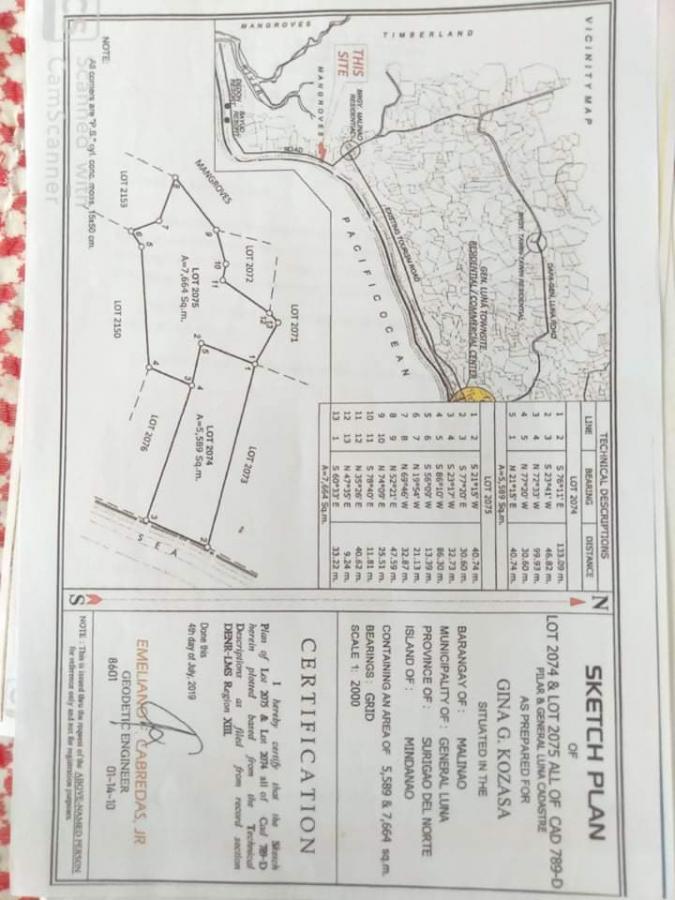 SKETCH PLAN
OF
LOT 2074 & LOT 2075 ALL OF CAD 789-D
PILAR & GENERAL LUNA CADASTRE
AS PREPARED FOR
GINA G. KOZASA
SITUATED IN THE
BARANGAY OF : MALINAO
MUNICIPALITY OF : GENERAL LUNA
PROVINCE OF : SURIGAO DEL NORTE
ISLAND OF : MINDANAO
CONTAINING AN AREA OF 5,589 & 7,664 sq.m.
BEARINGS : GRID
SCALE 1: 2000
CERTIFICATION
I hereby certify that the Sketch
Plan of Lot 2075 & Lot 2074 all of Cad 789-D
herein plotted based from the Technical
Descriptions as filed from record section
DENR-LMS Region XIII.
Done this
4th day of July, 2019
EMELIANO F. CABREDAS, JR
GEODETIC ENGINEER
8601 01-14-10
NOTE : This is issued thru the request of the ABOVE-NAMED PERSON
for reference only and not for registration purposes.
N
S
TECHNICAL DESCRIPTIONS
LINE BEARING DISTANCE
LOT 2074
1 2 S 76°11' E 133.09 m.
2 3 S 23°41' W 46.82 m.
3 4 N 72°33' W 99.93 m.
4 5 N 77°20' W 30.60 m.
5 1 N 21°15' E 40.74 m.
A=5,589 Sq.m.
LOT 2075
1 2 S 21°15' W 40.74 m.
2 3 S 77°20' E 30.60 m.
3 4 S 23°17' W 32.73 m.
4 5 S 86°10' W 86.30 m.
5 6 S 56°09' W 13.39 m.
6 7 N 19°54' W 21.13 m.
7 8 N 69°46' W 32.87 m.
8 9 N 52°21' E 47.59 m.
9 10 N 74°09' E 25.51 m.
10 11 S 78°40' E 11.81 m.
11 12 N 35°26' E 40.62 m.
12 13 N 47°35' E 9.24 m.
13 1 S 60°33' E 33.22 m.
A=7,664 Sq.m.
VICINITY MAP
TIMBERLAND
MANGROVES
THIS
SITE
BRGY. MALINAO
RESIDENTIAL
MANGROVES
ROAD
DEDON
RESORT
BAYUD
RESORT
PACIFIC OCEAN
EXISTING TOURISM ROAD
GEN. LUNA TOWNSITE
RESIDENTIAL / COMMERCIAL CENTER
DAPA-GEN. LUNA ROAD
LOT 2071
LOT 2072
LOT 2073
MANGROVES
LOT 2075
A=7,664 Sq.m.
LOT 2074
A=5,589 Sq.m.
LOT 2153
LOT 2150
LOT 2076
SEA
NOTE:
All corners are "P.S." cyl. conc. mons. 15x50 cm.
CS Scanned with
CamScanner